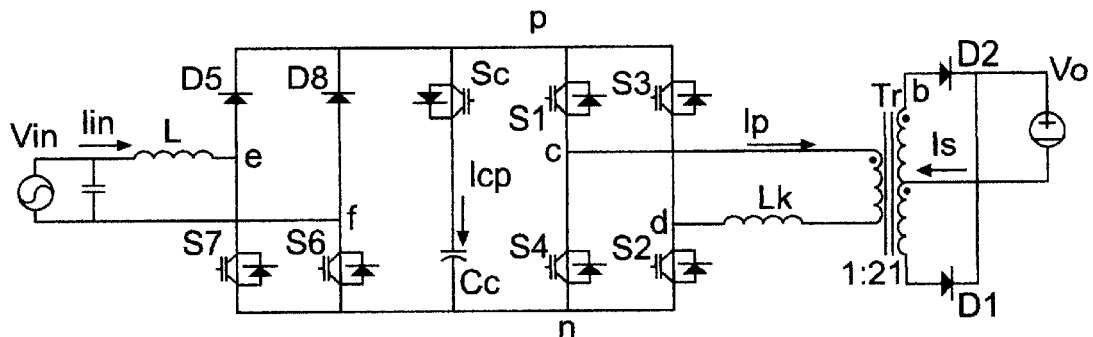 p
D5
D8
Sc
S1
S3
D2
Vo
Vin
Iin
L
e
c
Ip
Tr
b
Is
Icp
f
d
Lk
S7
S6
Cc
S4
S2
1:21
D1
n